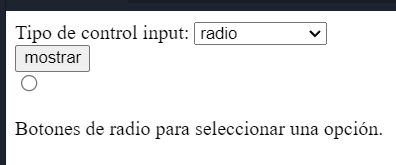 Tipo de control input: radio
mostrar
Botones de radio para seleccionar una opción.